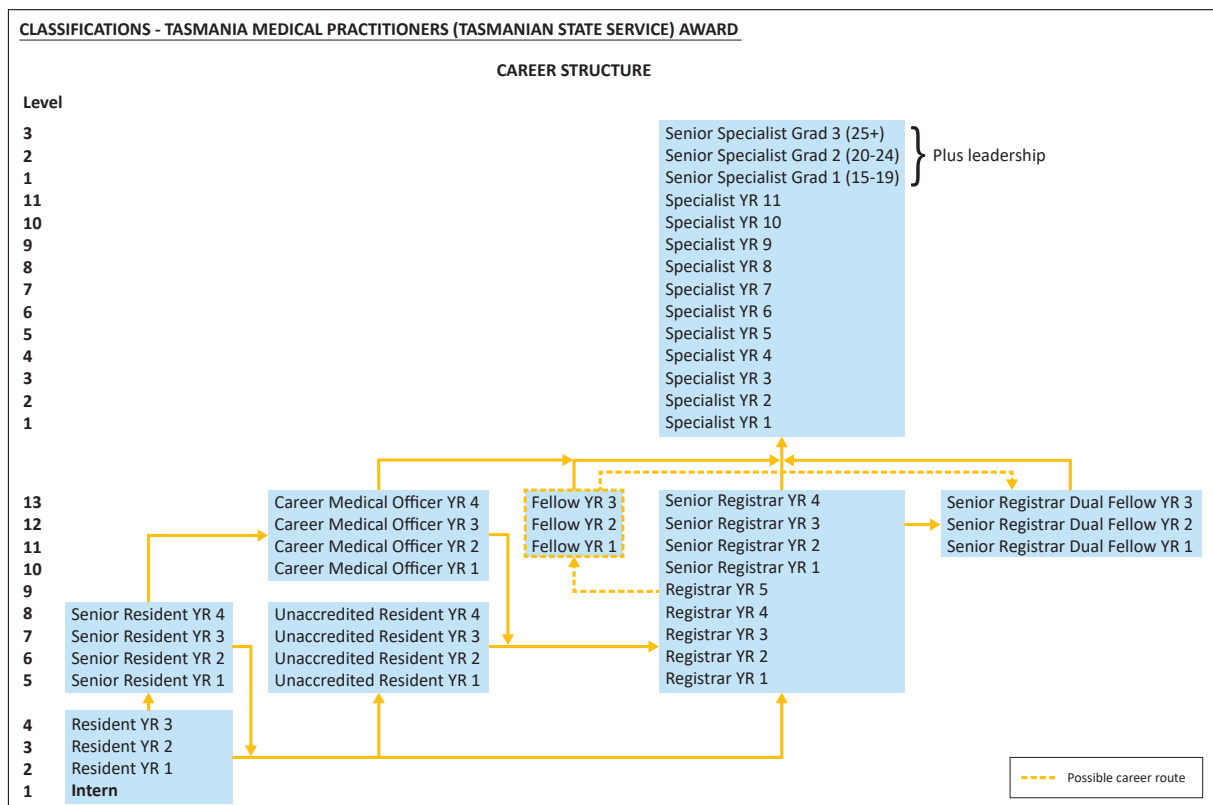 CLASSIFICATIONS - TASMANIA MEDICAL PRACTITIONERS (TASMANIAN STATE SERVICE) AWARD
CAREER STRUCTURE
Level
3 Senior Specialist Grad 3 (25+)
2 Senior Specialist Grad 2 (20-24) Plus leadership
1 Senior Specialist Grad 1 (15-19)
11 Specialist YR 11
10 Specialist YR 10
9 Specialist YR 9
8 Specialist YR 8
7 Specialist YR 7
6 Specialist YR 6
5 Specialist YR 5
4 Specialist YR 4
3 Specialist YR 3
2 Specialist YR 2
1 Specialist YR 1
13 Career Medical Officer YR 4 Fellow YR 3 Senior Registrar YR 4 Senior Registrar Dual Fellow YR 3
12 Career Medical Officer YR 3 Fellow YR 2 Senior Registrar YR 3 Senior Registrar Dual Fellow YR 2
11 Career Medical Officer YR 2 Fellow YR 1 Senior Registrar YR 2 Senior Registrar Dual Fellow YR 1
10 Career Medical Officer YR 1 Senior Registrar YR 1
9 Registrar YR 5
8 Senior Resident YR 4 Unaccredited Resident YR 4 Registrar YR 4
7 Senior Resident YR 3 Unaccredited Resident YR 3 Registrar YR 3
6 Senior Resident YR 2 Unaccredited Resident YR 2 Registrar YR 2
5 Senior Resident YR 1 Unaccredited Resident YR 1 Registrar YR 1
4 Resident YR 3
3 Resident YR 2
2 Resident YR 1
1 Intern
Possible career route